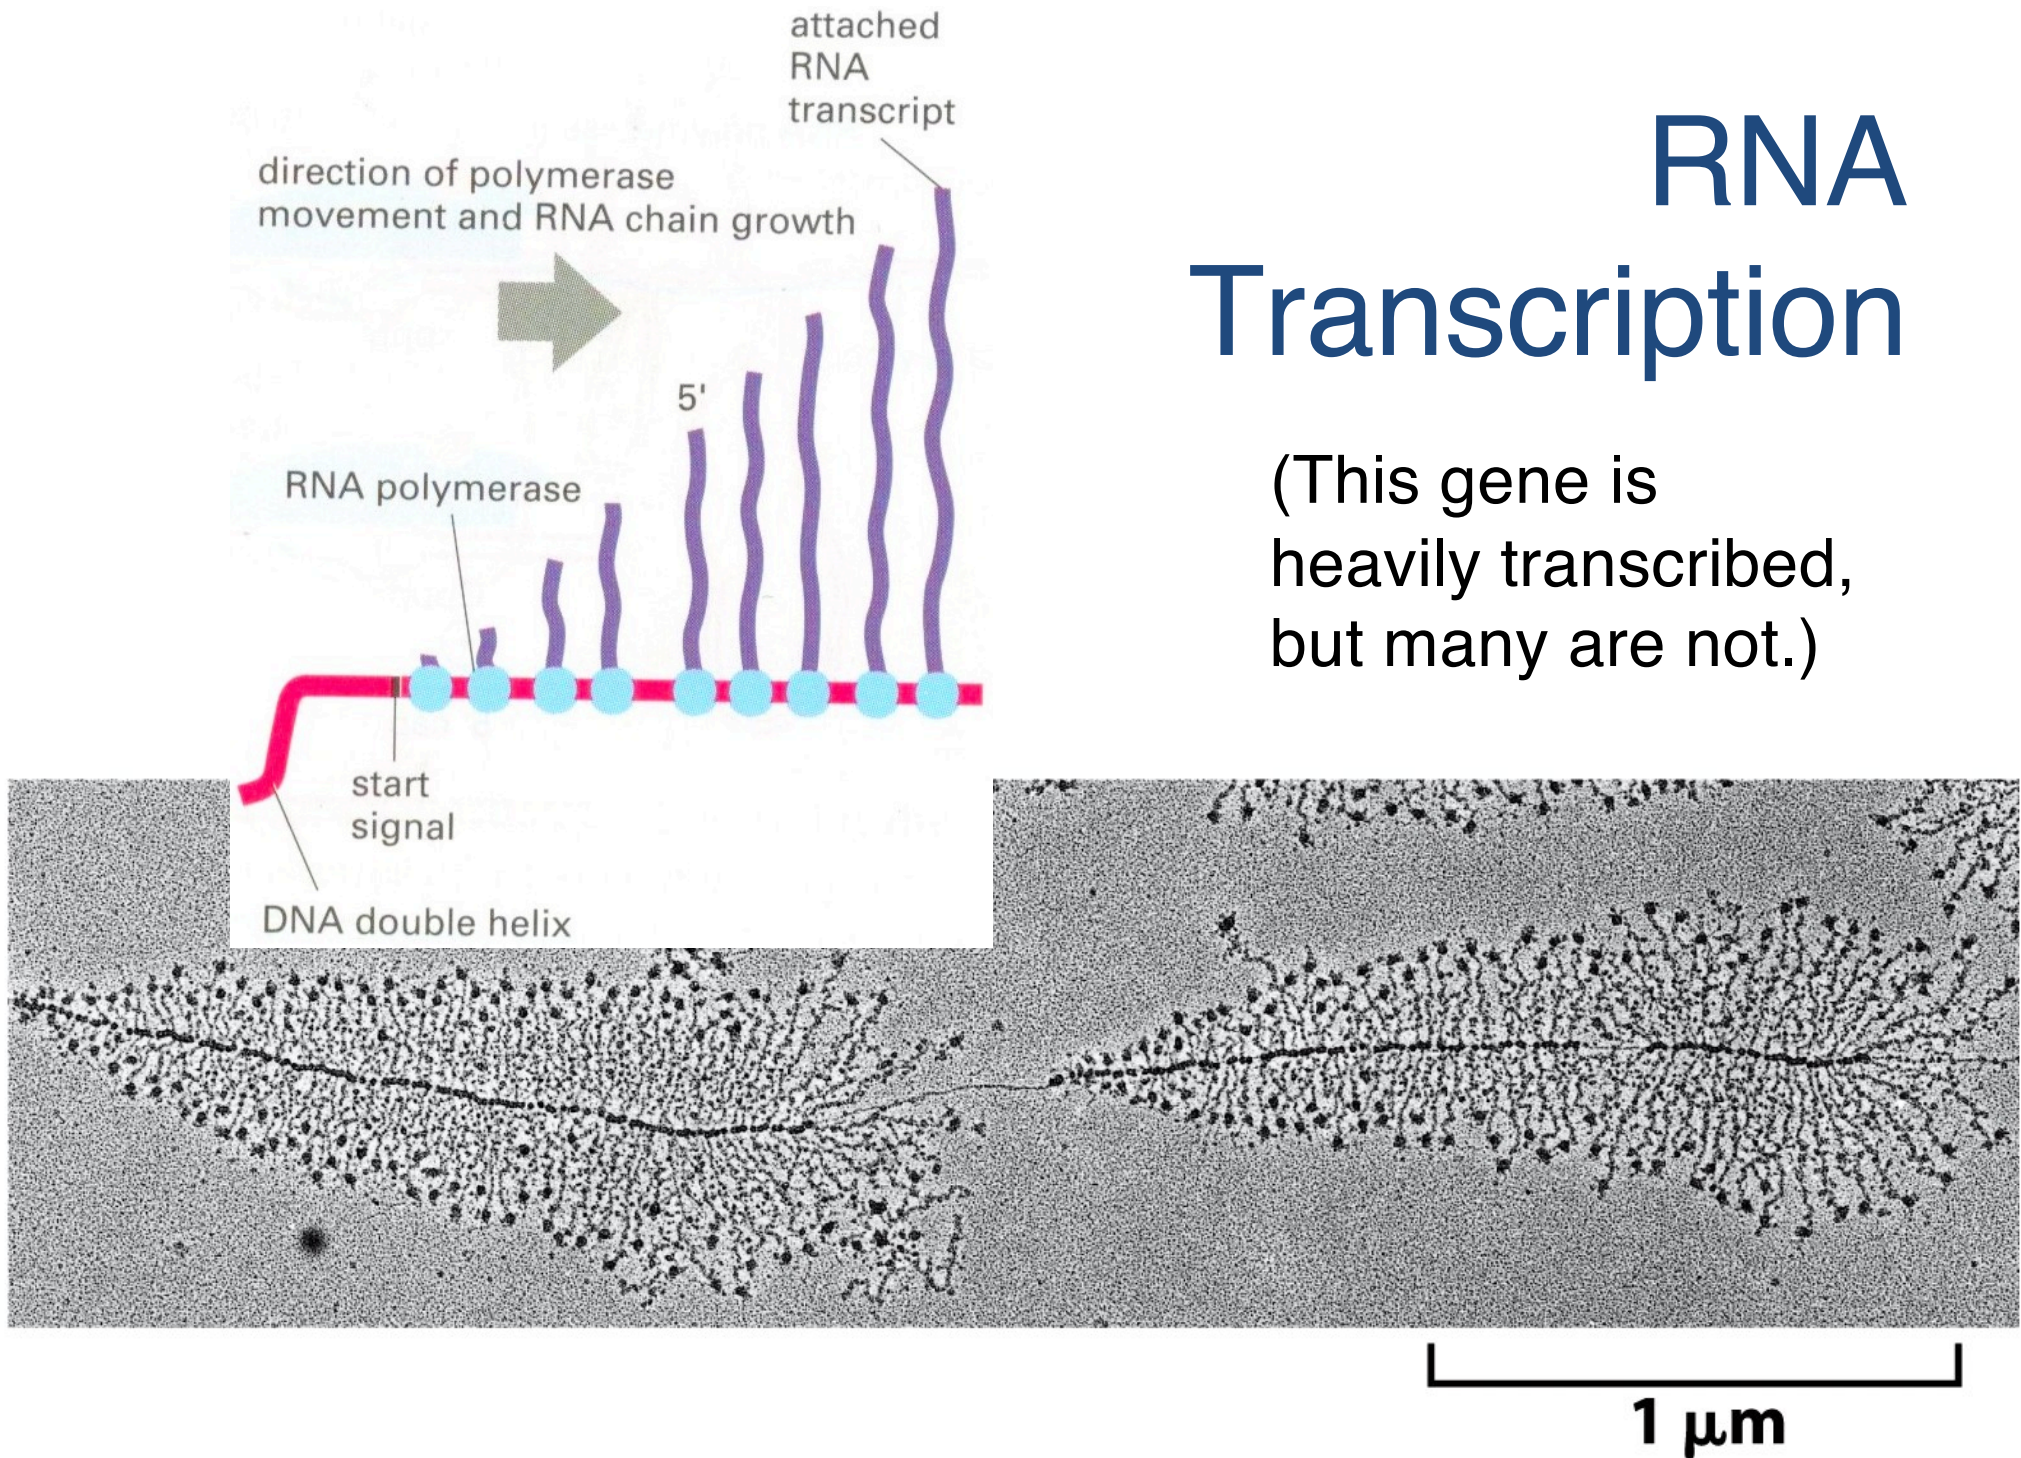 attached
RNA
transcript
direction of polymerase
movement and RNA chain growth
5'
RNA polymerase
start
signal
DNA double helix
RNA
Transcription
(This gene is
heavily transcribed,
but many are not.)
1 μm